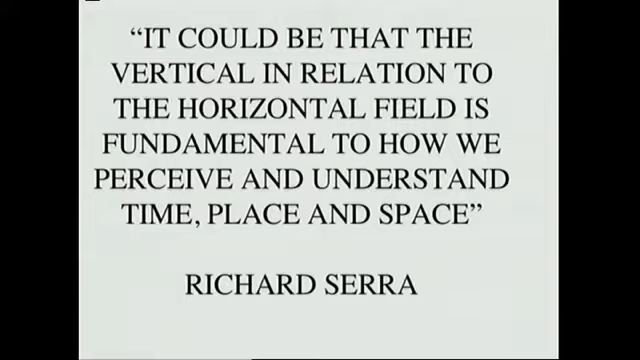 “IT COULD BE THAT THE
VERTICAL IN RELATION TO
THE HORIZONTAL FIELD IS
FUNDAMENTAL TO HOW WE
PERCEIVE AND UNDERSTAND
TIME, PLACE AND SPACE”
RICHARD SERRA